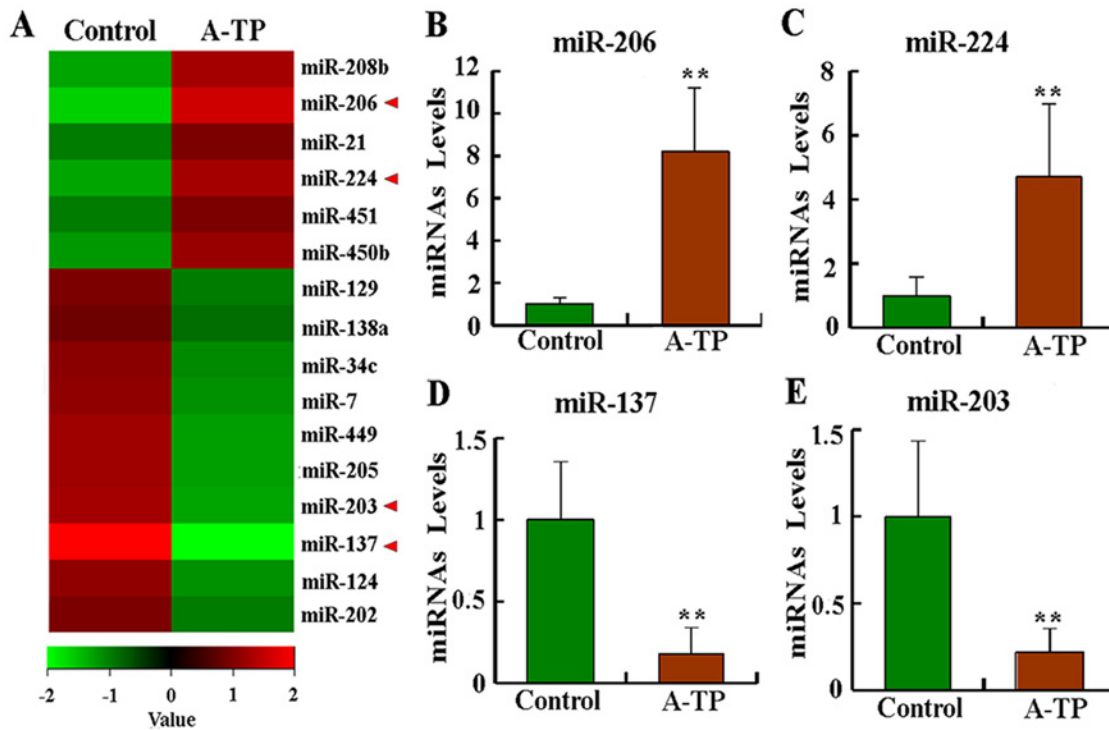 A
Control A-TP
miR-208b
miR-206
miR-21
miR-224
miR-451
miR-450b
miR-129
miR-138a
miR-34c
miR-7
miR-449
miR-205
miR-203
miR-137
miR-124
miR-202
-2 -1 0 1 2
Value
B
miR-206
miRNAs Levels
12
10
8
6
4
2
0
**
Control A-TP
C
miR-224
miRNAs Levels
8
6
4
2
0
**
Control A-TP
D
miR-137
miRNAs Levels
1.5
1
0.5
0
**
Control A-TP
E
miR-203
miRNAs Levels
1.5
1
0.5
0
**
Control A-TP